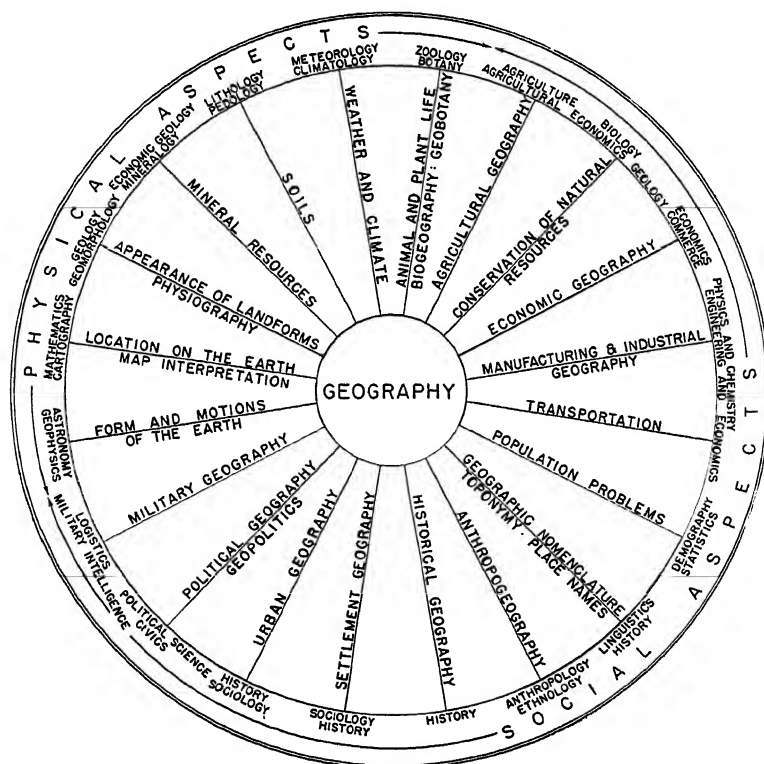 PHYSICAL ASPECTS
ASTRONOMY
GEOPHYSICS
MATHEMATICS
CARTOGRAPHY
GEOLOGY
GEOMORPHOLOGY
ECONOMIC GEOLOGY
MINERALOGY
LITHOLOGY
PEDOLOGY
METEOROLOGY
CLIMATOLOGY
ZOOLOGY
BOTANY
AGRICULTURE
AGRICULTURAL ECONOMICS
BIOLOGY
GEOLOGY
ECONOMICS
COMMERCE
PHYSICS AND CHEMISTRY
ENGINEERING AND ECONOMICS
DEMOGRAPHY
STATISTICS
LINGUISTICS
HISTORY
ANTHROPOLOGY
ETHNOLOGY
HISTORY
SOCIOLOGY
HISTORY
HISTORY
SOCIOLOGY
POLITICAL SCIENCE
CIVICS
LOGISTICS
MILITARY INTELLIGENCE
SOCIAL ASPECTS
FORM AND MOTIONS
OF THE EARTH
LOCATION ON THE EARTH
MAP INTERPRETATION
APPEARANCE OF LANDFORMS
PHYSIOGRAPHY
MINERAL RESOURCES
SOILS
WEATHER AND CLIMATE
ANIMAL AND PLANT LIFE
BIOGEOGRAPHY: GEOBOTANY
AGRICULTURAL GEOGRAPHY
CONSERVATION OF NATURAL
RESOURCES
ECONOMIC GEOGRAPHY
MANUFACTURING & INDUSTRIAL
GEOGRAPHY
TRANSPORTATION
POPULATION PROBLEMS
GEOGRAPHIC NOMENCLATURE
TOPONYMY: PLACE NAMES
ANTHROPOGEOGRAPHY
HISTORICAL GEOGRAPHY
SETTLEMENT GEOGRAPHY
URBAN GEOGRAPHY
POLITICAL GEOGRAPHY
GEOPOLITICS
MILITARY GEOGRAPHY
GEOGRAPHY